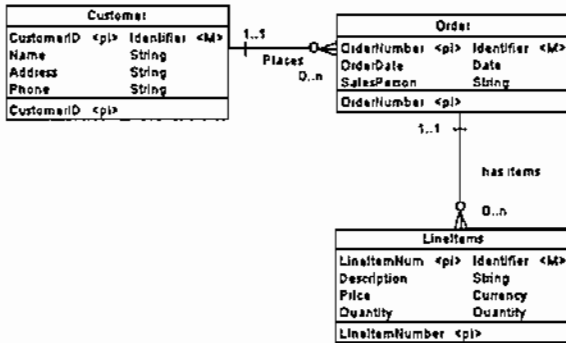 Customer
CustomerID <pi> Identifier <M>
Name String
Address String
Phone String
CustomerID <pi>
1..1
Places
0..n
Order
OrderNumber <pi> Identifier <M>
OrderDate Date
SalesPerson String
OrderNumber <pi>
1..1
has items
0..n
LineItems
LineItemNum <pi> Identifier <M>
Description String
Price Currency
Quantity Quantity
LineItemNumber <pi>